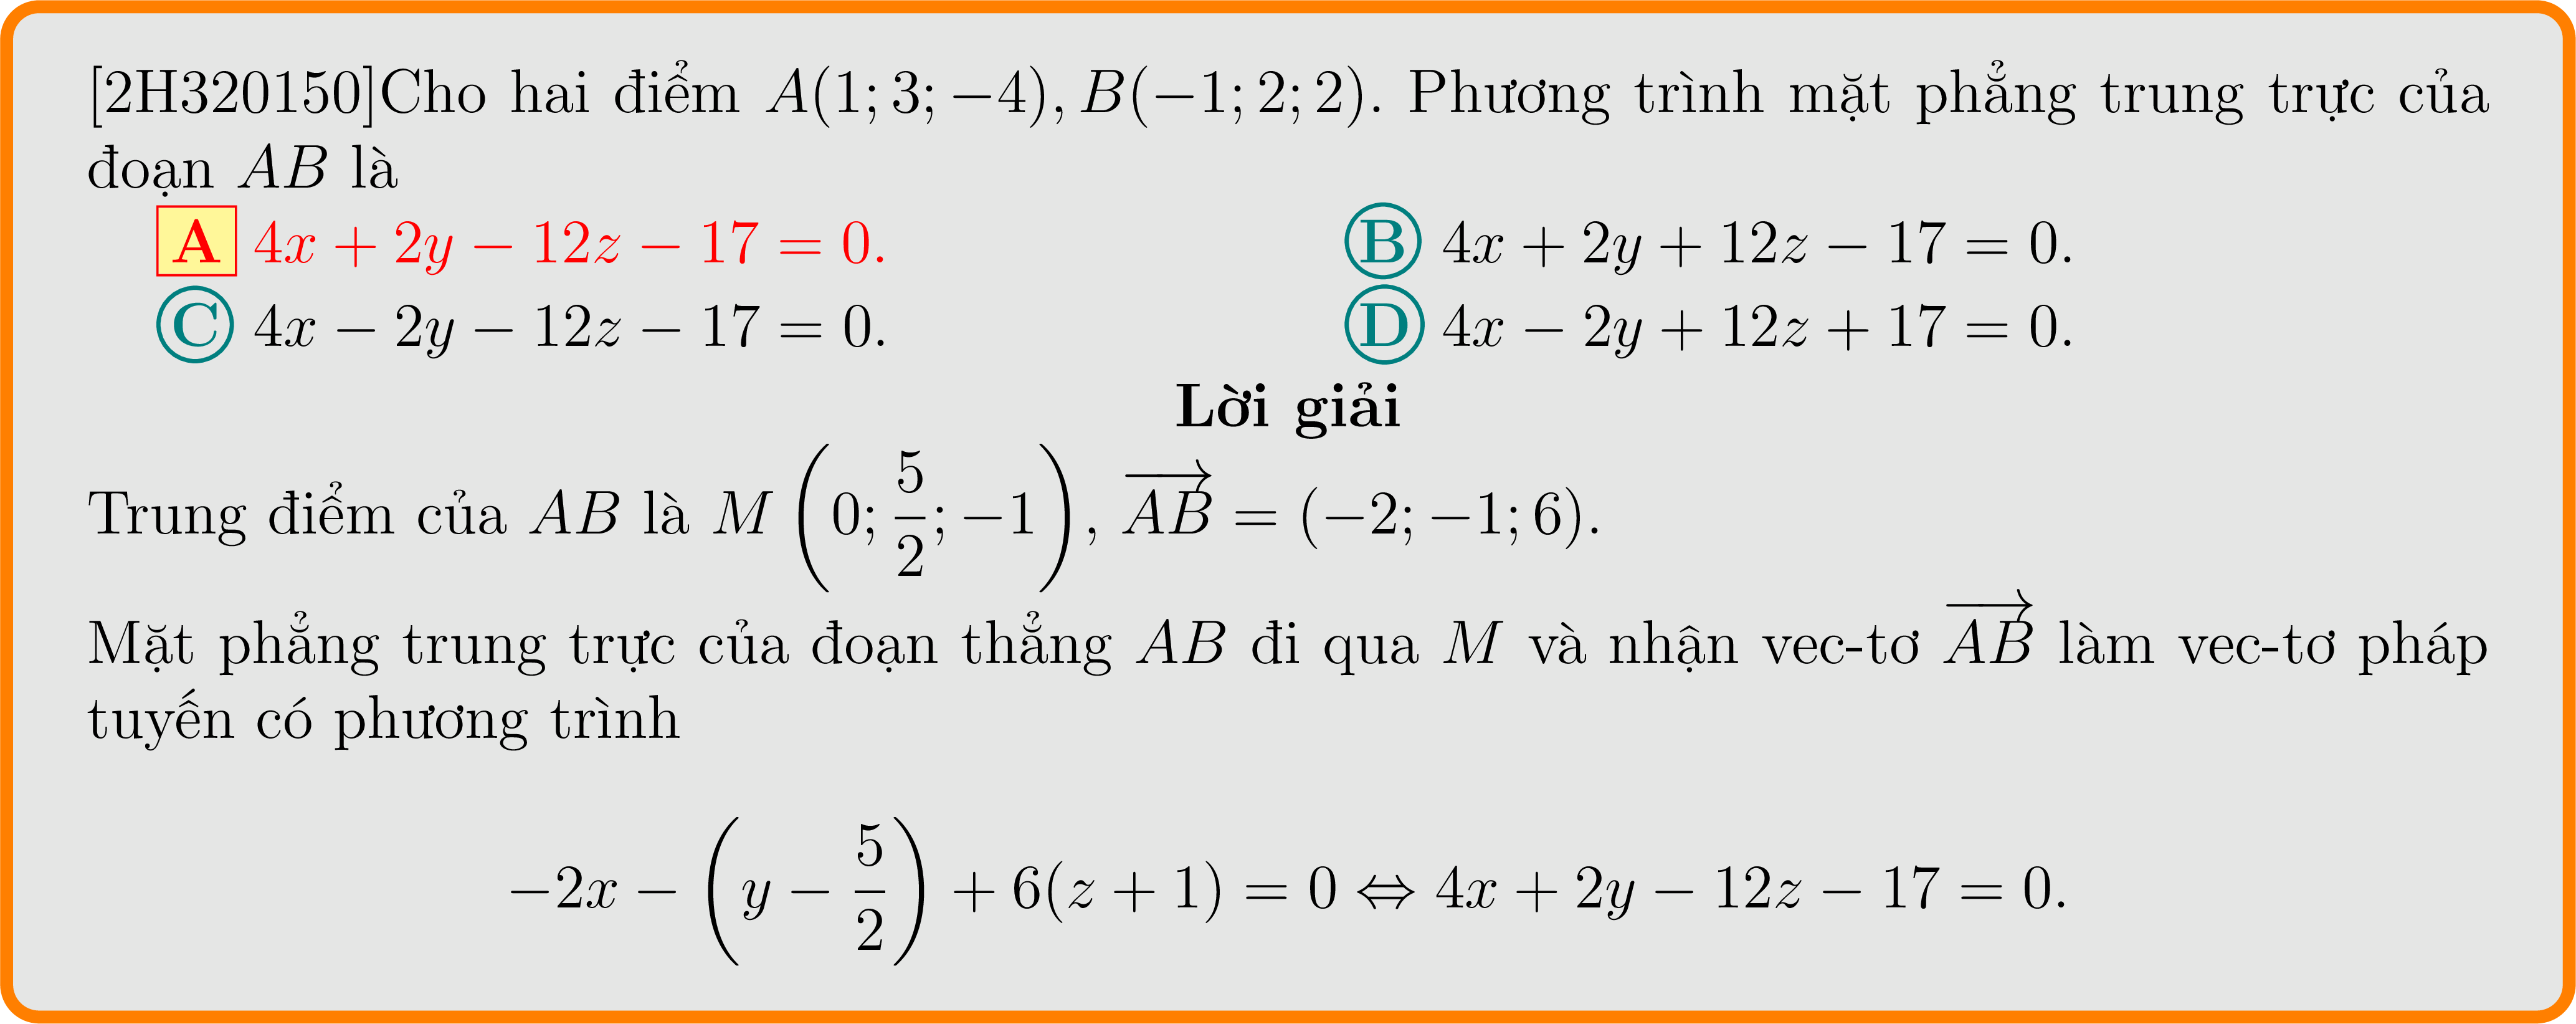 [2H320150]Cho hai điểm A(1; 3; −4), B(−1; 2; 2). Phương trình mặt phẳng trung trực của
đoạn AB là
A 4x + 2y − 12z − 17 = 0. B 4x + 2y + 12z − 17 = 0.
C 4x − 2y − 12z − 17 = 0. D 4x − 2y + 12z + 17 = 0.
Lời giải
Trung điểm của AB là M $\left(0; \dfrac{5}{2}; -1\right)$, $\overrightarrow{AB}$ = (−2; −1; 6).
Mặt phẳng trung trực của đoạn thẳng AB đi qua M và nhận vec-tơ $\overrightarrow{AB}$ làm vec-tơ pháp
tuyến có phương trình
$-2x - \left(y - \dfrac{5}{2}\right) + 6(z + 1) = 0 \Leftrightarrow 4x + 2y - 12z - 17 = 0.$